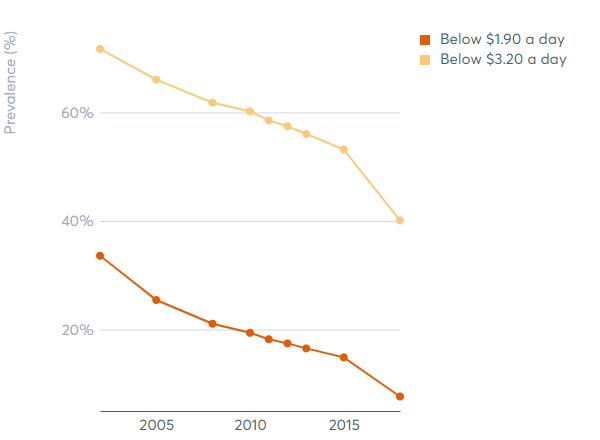 Prevalence (%)
Below $1.90 a day
Below $3.20 a day
60%
40%
20%
2005 2010 2015